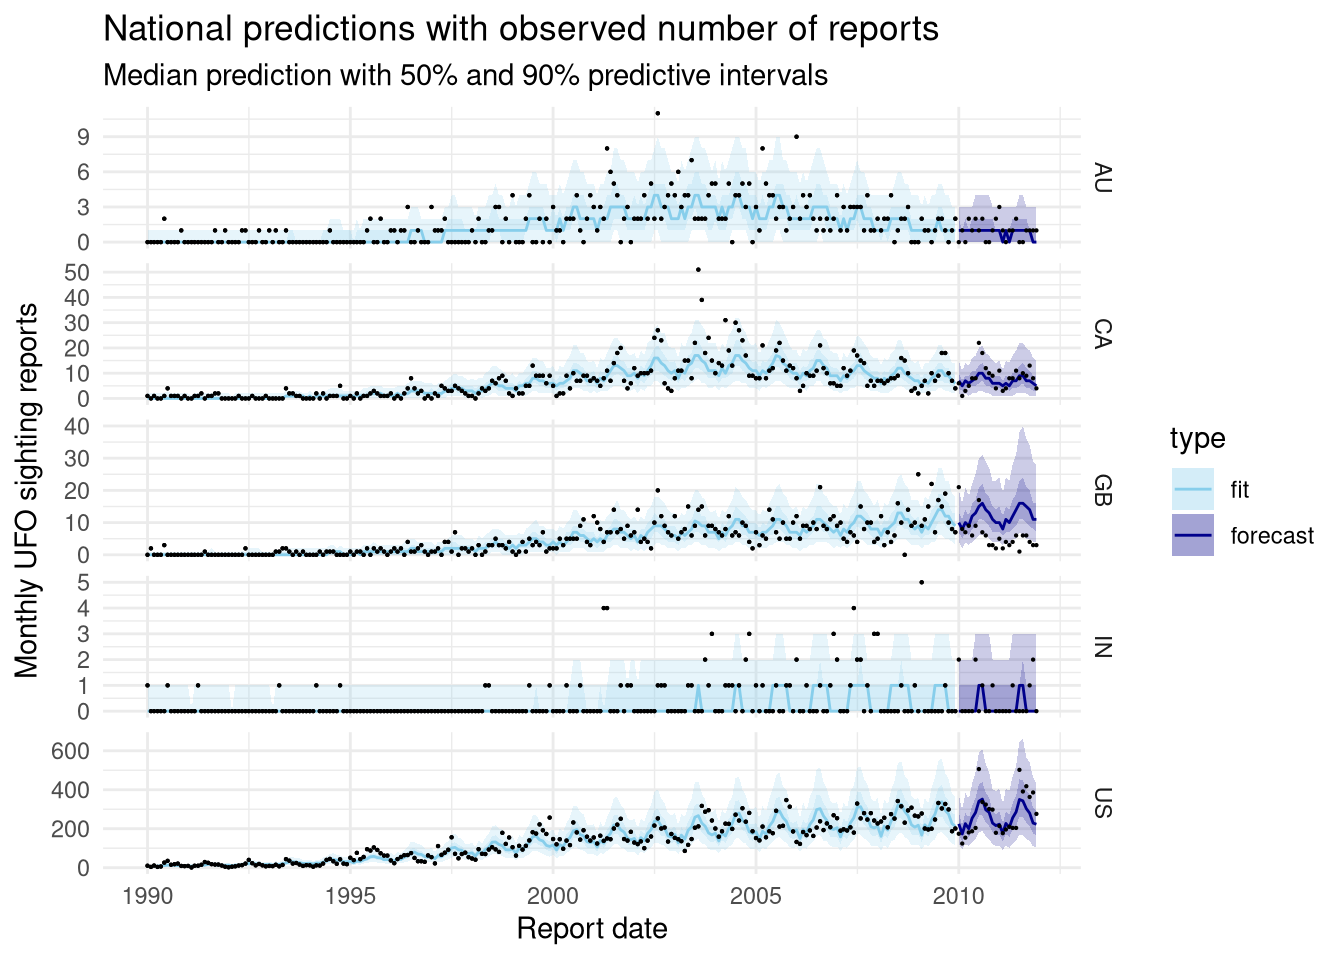 National predictions with observed number of reports
Median prediction with 50% and 90% predictive intervals
Monthly UFO sighting reports
9
6
3
0
AU
50
40
30
20
10
0
CA
40
30
20
10
0
GB
5
4
3
2
1
0
IN
600
400
200
0
US
1990 1995 2000 2005 2010
Report date
type
fit
forecast